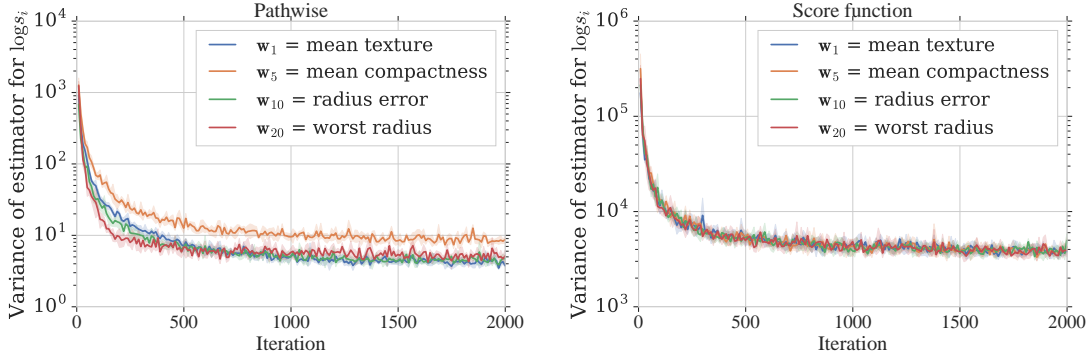 Pathwise
Variance of estimator for log s_i
10^4
10^3
10^2
10^1
10^0
w_1 = mean texture
w_5 = mean compactness
w_10 = radius error
w_20 = worst radius
0 500 1000 1500 2000
Iteration
Score function
Variance of estimator for log s_i
10^6
10^5
10^4
10^3
w_1 = mean texture
w_5 = mean compactness
w_10 = radius error
w_20 = worst radius
0 500 1000 1500 2000
Iteration